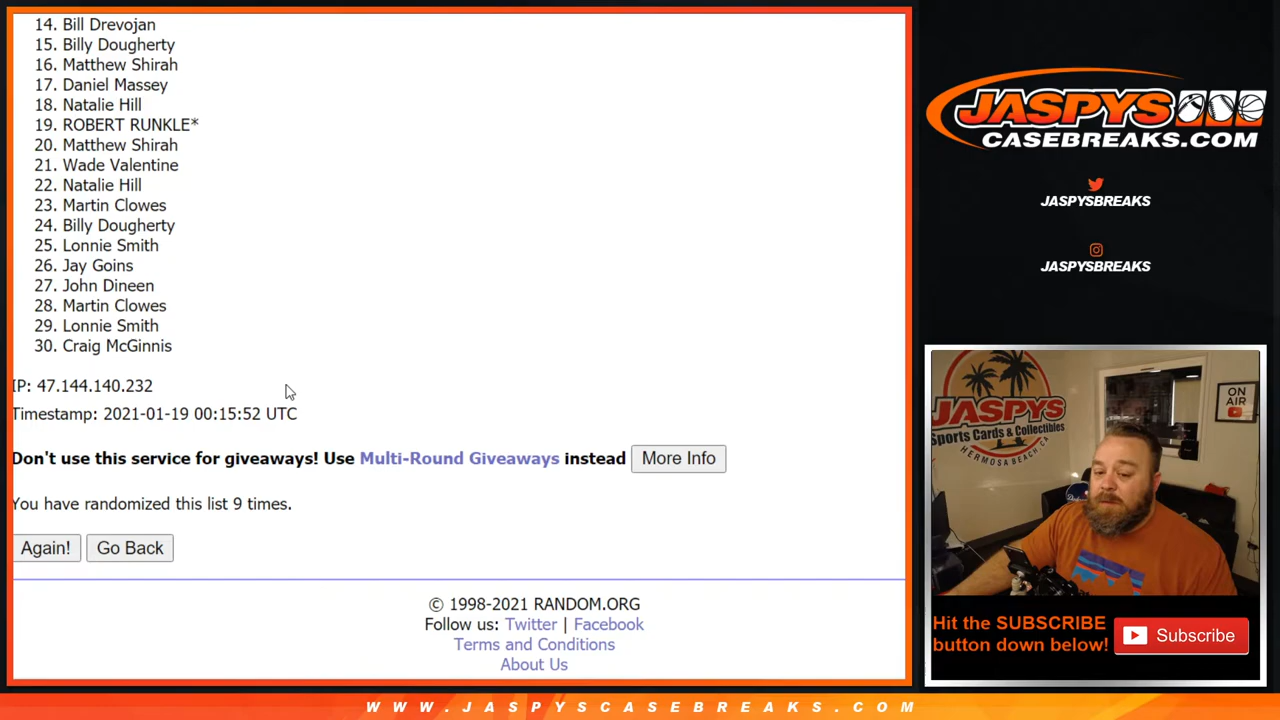 14. Bill Drevojan
15. Billy Dougherty
16. Matthew Shirah
17. Daniel Massey
18. Natalie Hill
19. ROBERT RUNKLE*
20. Matthew Shirah
21. Wade Valentine
22. Natalie Hill
23. Martin Clowes
24. Billy Dougherty
25. Lonnie Smith
26. Jay Goins
27. John Dineen
28. Martin Clowes
29. Lonnie Smith
30. Craig McGinnis
IP: 47.144.140.232
Timestamp: 2021-01-19 00:15:52 UTC
Don't use this service for giveaways! Use Multi-Round Giveaways instead More Info
You have randomized this list 9 times.
Again! Go Back
© 1998-2021 RANDOM.ORG
Follow us: Twitter | Facebook
Terms and Conditions
About Us
JASPYS
CASEBREAKS.COM
JASPYSBREAKS
JASPYSBREAKS
JASPYS
Sports Cards & Collectibles
HERMOSA BEACH, CA
ON
AIR
Hit the SUBSCRIBE
button down below!
Subscribe
WWW.JASPYSCASEBREAKS.COM